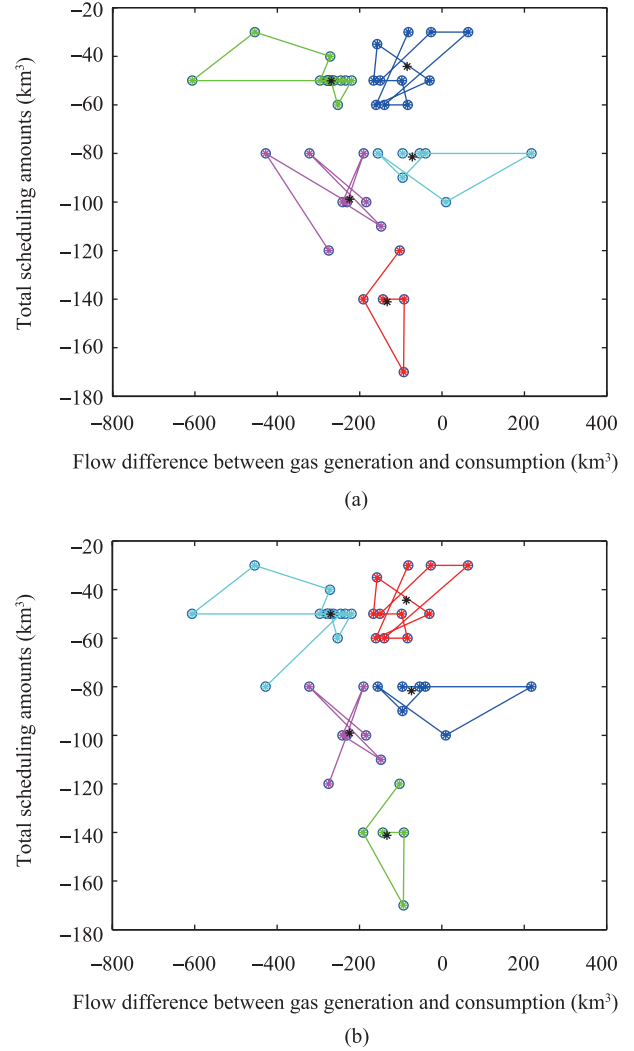 −20
−40
−60
−80
−100
−120
−140
−160
−180
Total scheduling amounts (km³)
−800 −600 −400 −200 0 200 400
Flow difference between gas generation and consumption (km³)
(a)
−20
−40
−60
−80
−100
−120
−140
−160
−180
Total scheduling amounts (km³)
−800 −600 −400 −200 0 200 400
Flow difference between gas generation and consumption (km³)
(b)